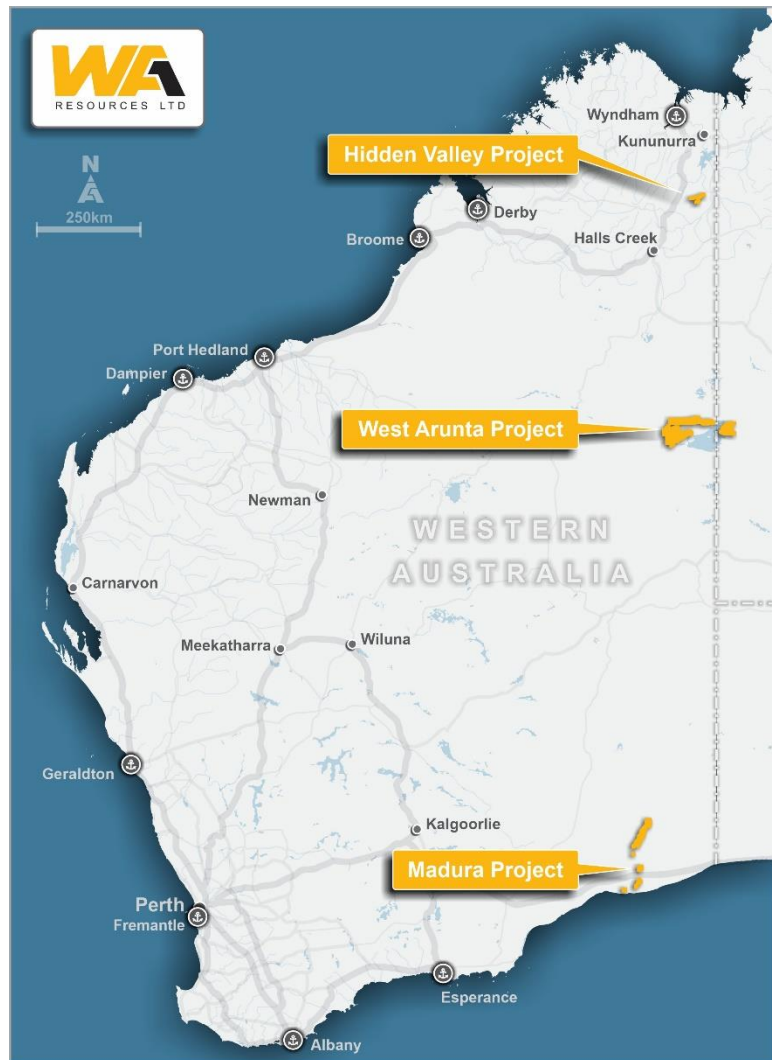 WA
RESOURCES LTD
N
250km
Wyndham
Kununurra
Hidden Valley Project
Derby
Broome
Halls Creek
Port Hedland
Dampier
West Arunta Project
Newman
WESTERN
AUSTRALIA
Carnarvon
Meekatharra
Wiluna
Geraldton
Kalgoorlie
Madura Project
Perth
Fremantle
Esperance
Albany